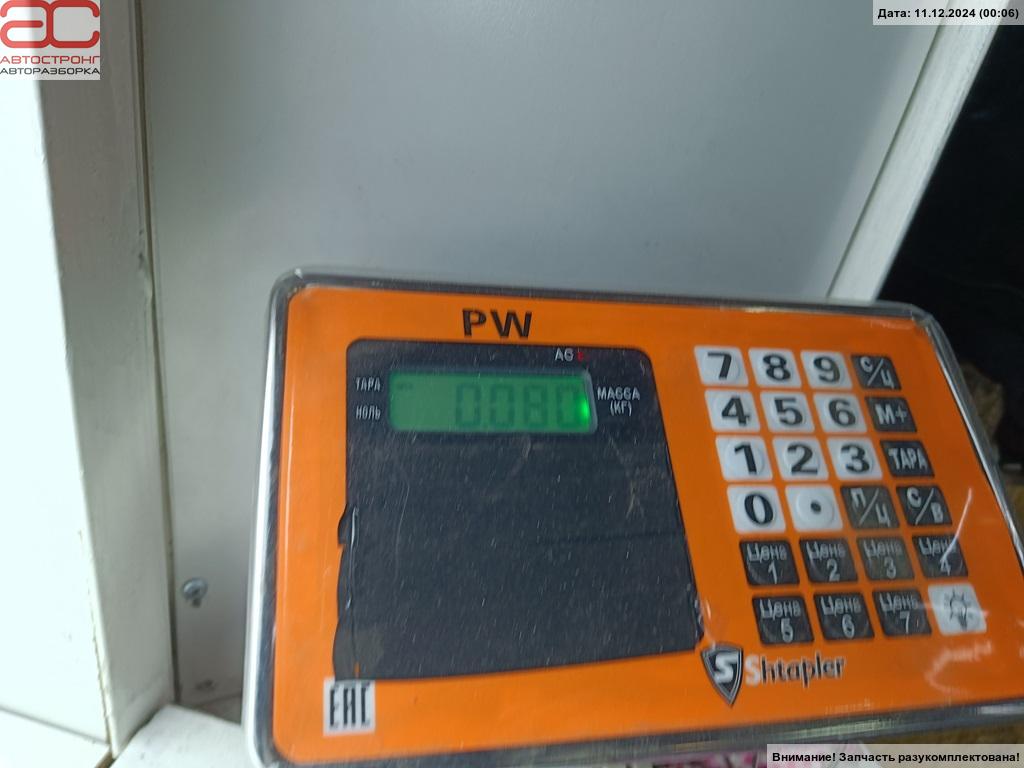 АВТОСТРОНГ
АВТОРАЗБОРКА
Дата: 11.12.2024 (00:06)
PW
AC
ТАРА
НОЛЬ
0.080
МАССА
(КГ)
7 8 9 С/Ц
4 5 6 М+
1 2 3 ТАРА
0 • П/Ц С/В
Цена 1 Цена 2 Цена 3 Цена 4
Цена 5 Цена 6 Цена 7
S Shtapler
EAC
Внимание! Запчасть разукомплектована!